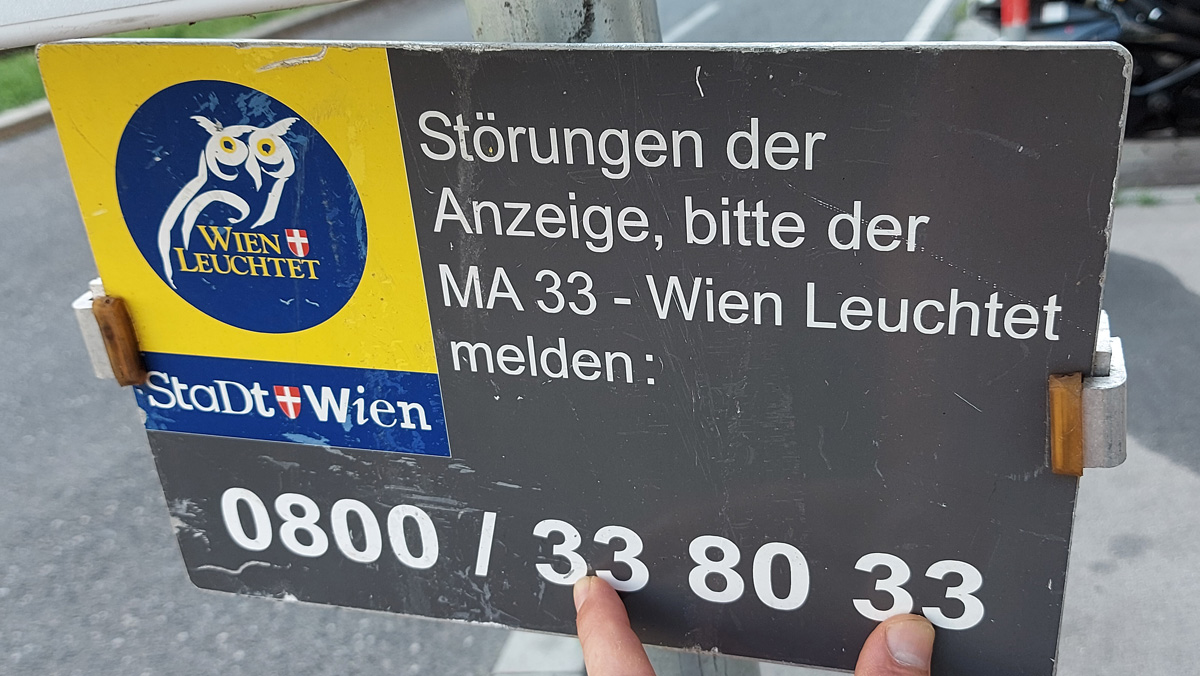 WIEN
LEUCHTET
StaDt Wien
Störungen der
Anzeige, bitte der
MA 33 - Wien Leuchtet
melden:
0800 / 33 80 33